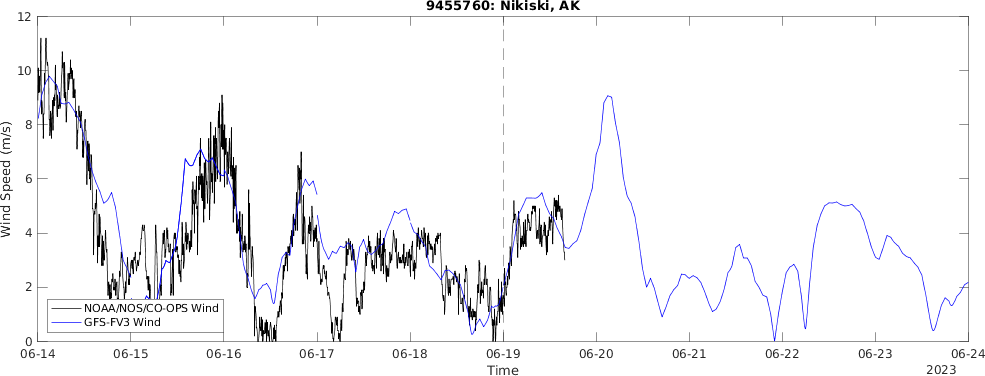 9455760: Nikiski, AK
12
10
8
6
4
2
0
Wind Speed (m/s)
NOAA/NOS/CO-OPS Wind
GFS-FV3 Wind
06-14 06-15 06-16 06-17 06-18 06-19 06-20 06-21 06-22 06-23 06-24
Time
2023